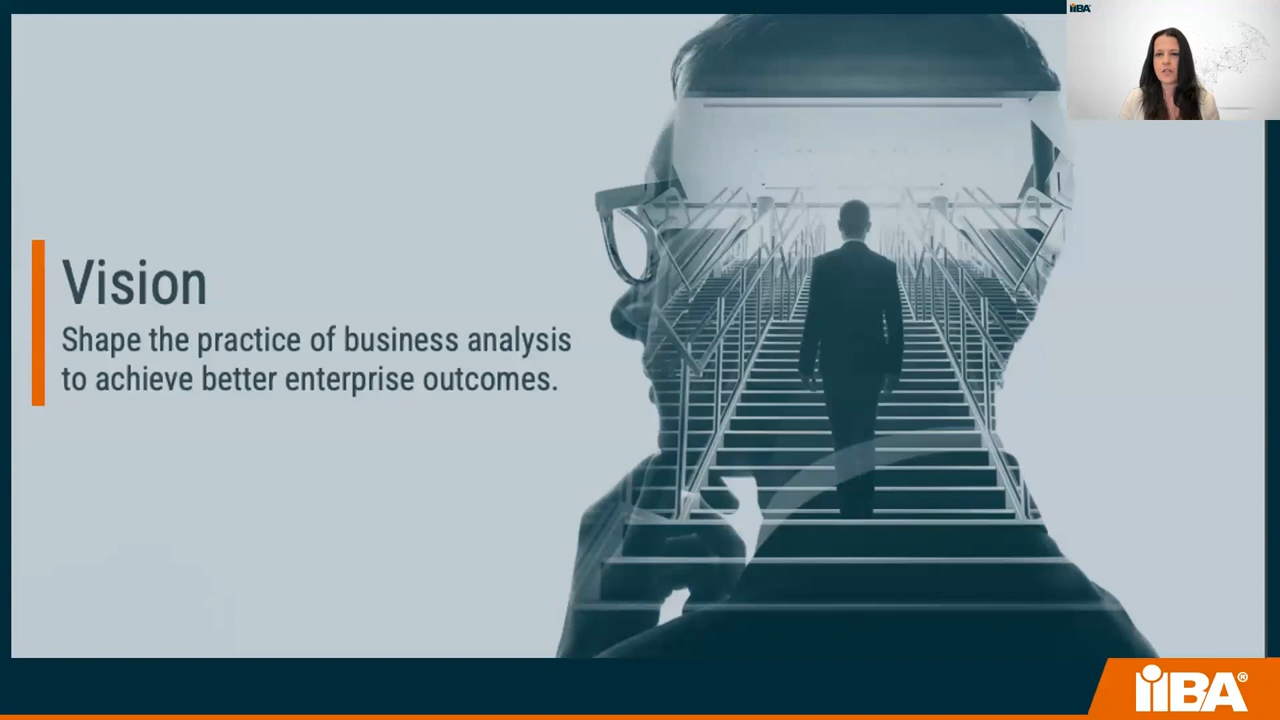 IIBA
Vision
Shape the practice of business analysis
to achieve better enterprise outcomes.
IIBA®